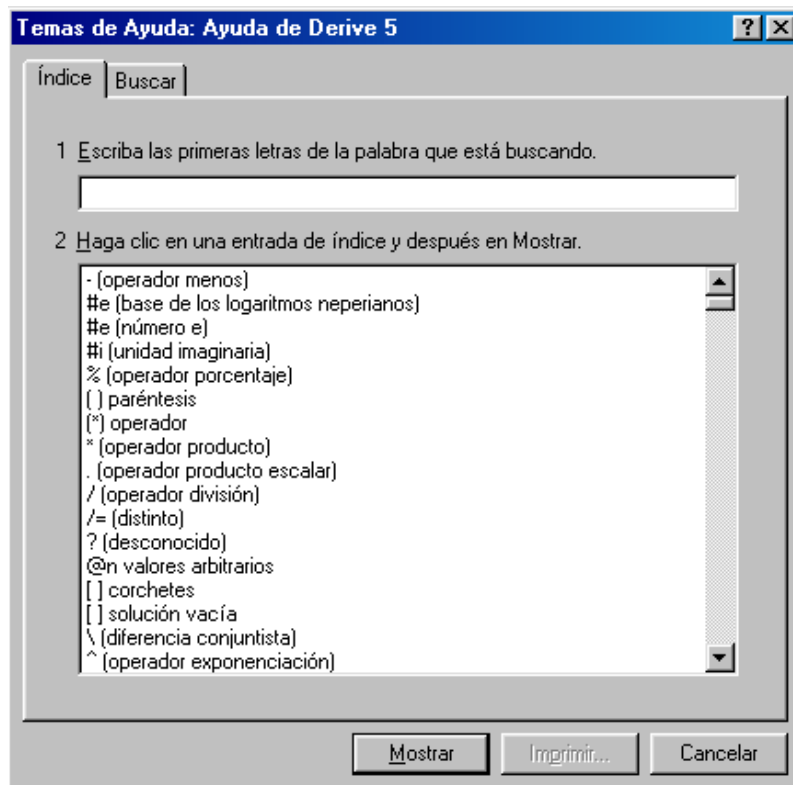 Temas de Ayuda: Ayuda de Derive 5
Índice Buscar
1 Escriba las primeras letras de la palabra que está buscando.
2 Haga clic en una entrada de índice y después en Mostrar.
- (operador menos)
#e (base de los logaritmos neperianos)
#e (número e)
#i (unidad imaginaria)
% (operador porcentaje)
( ) paréntesis
(*) operador
* (operador producto)
. (operador producto escalar)
/ (operador división)
/= (distinto)
? (desconocido)
@n valores arbitrarios
[ ] corchetes
[ ] solución vacía
\ (diferencia conjuntista)
^ (operador exponenciación)
Mostrar Imprimir... Cancelar